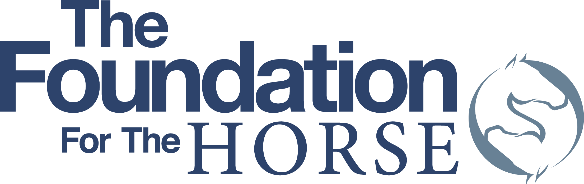 The
Foundation
For The HORSE